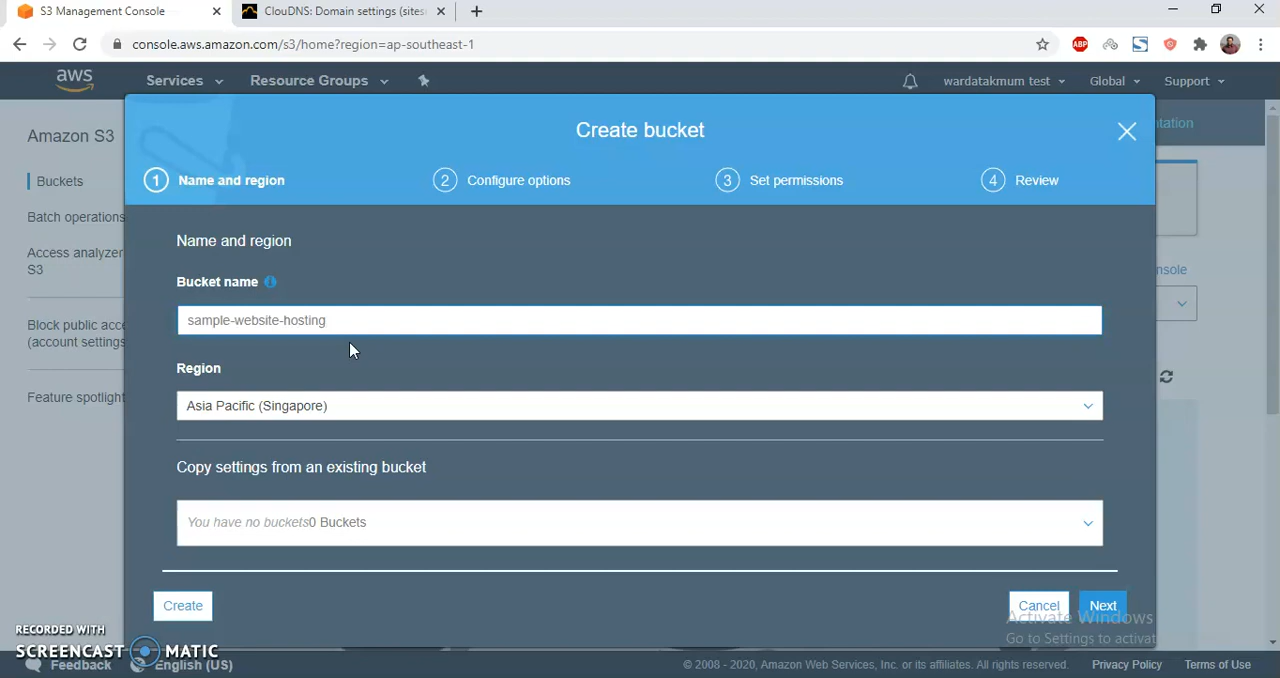 S3 Management Console
ClouDNS: Domain settings (sites
console.aws.amazon.com/s3/home?region=ap-southeast-1
ABP
aws
Services
Resource Groups
wardatakmum test
Global
Support
Create bucket
ntation
Amazon S3
1 Name and region
2 Configure options
3 Set permissions
4 Review
Buckets
Batch operations
Access analyzer
S3
Name and region
Bucket name
nsole
sample-website-hosting
Block public acce
(account settings
Region
Asia Pacific (Singapore)
Feature spotlight
Copy settings from an existing bucket
You have no buckets0 Buckets
Create
Cancel
Next
Activate Windows
Go to Settings to activat
RECORDED WITH
SCREENCAST MATIC
Feedback
English (US)
© 2008 - 2020, Amazon Web Services, Inc. or its affiliates. All rights reserved.
Privacy Policy
Terms of Use